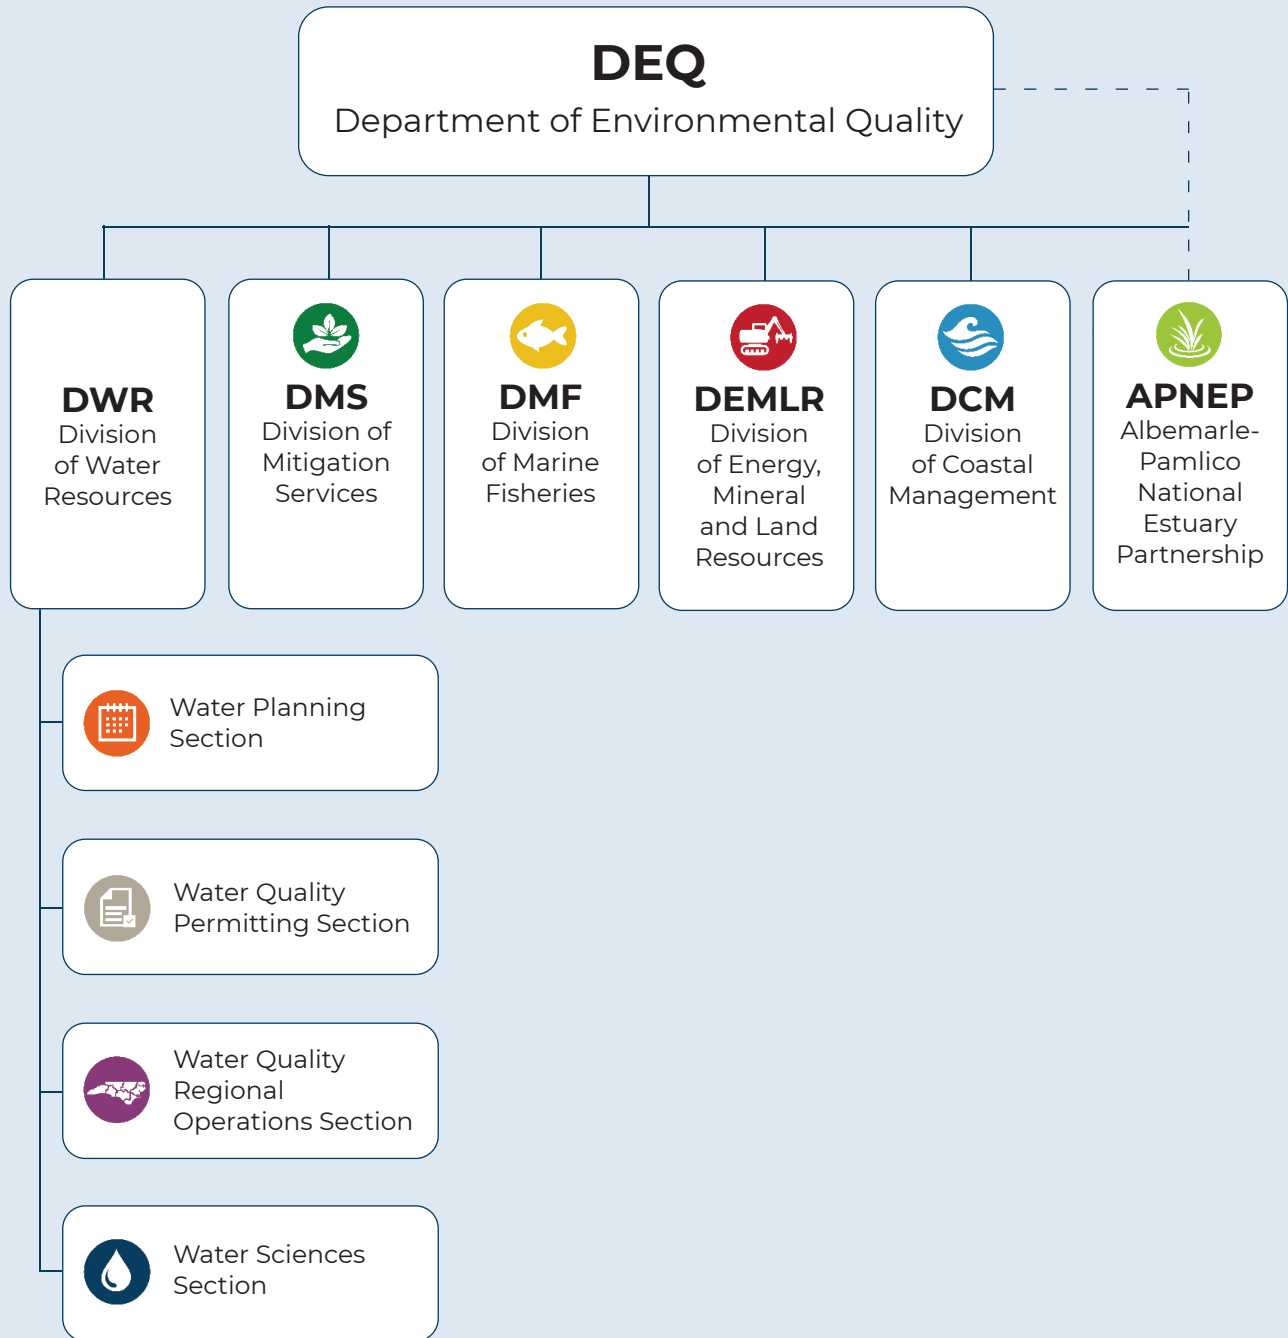 DEQ
Department of Environmental Quality
DWR
Division
of Water
Resources
DMS
Division of
Mitigation
Services
DMF
Division
of Marine
Fisheries
DEMLR
Division
of Energy,
Mineral
and Land
Resources
DCM
Division
of Coastal
Management
APNEP
Albemarle-
Pamlico
National
Estuary
Partnership
Water Planning
Section
Water Quality
Permitting Section
Water Quality
Regional
Operations Section
Water Sciences
Section